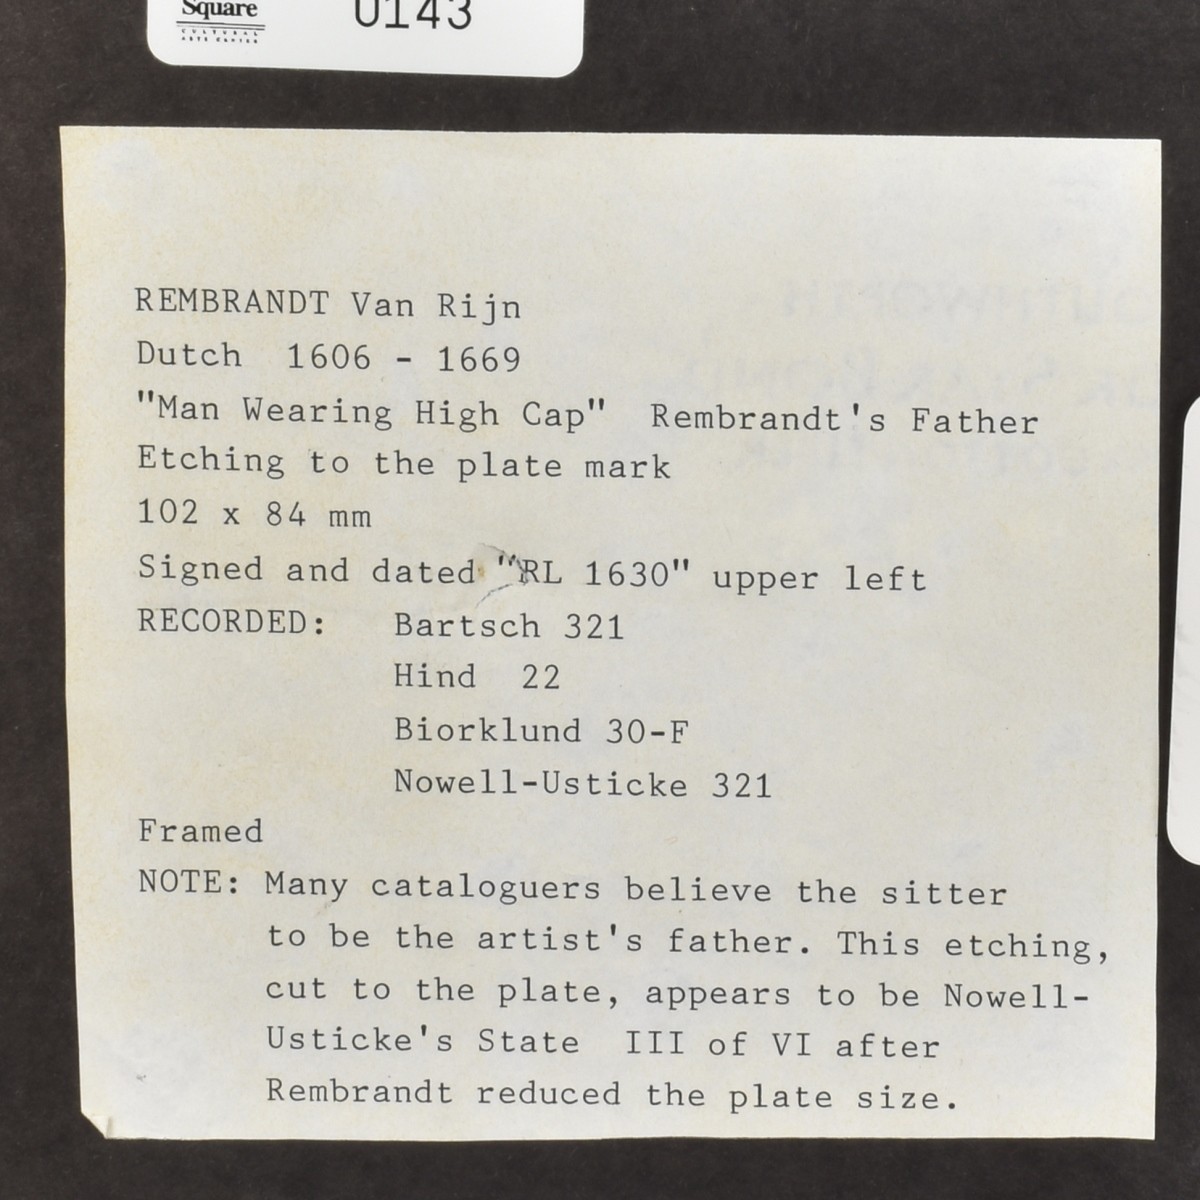 Square
CULTURAL
ARTS CENTER
0143
REMBRANDT Van Rijn
Dutch 1606 - 1669
"Man Wearing High Cap" Rembrandt's Father
Etching to the plate mark
102 x 84 mm
Signed and dated "RL 1630" upper left
RECORDED: Bartsch 321
Hind 22
Biorklund 30-F
Nowell-Usticke 321
Framed
NOTE: Many cataloguers believe the sitter
to be the artist's father. This etching,
cut to the plate, appears to be Nowell-
Usticke's State III of VI after
Rembrandt reduced the plate size.